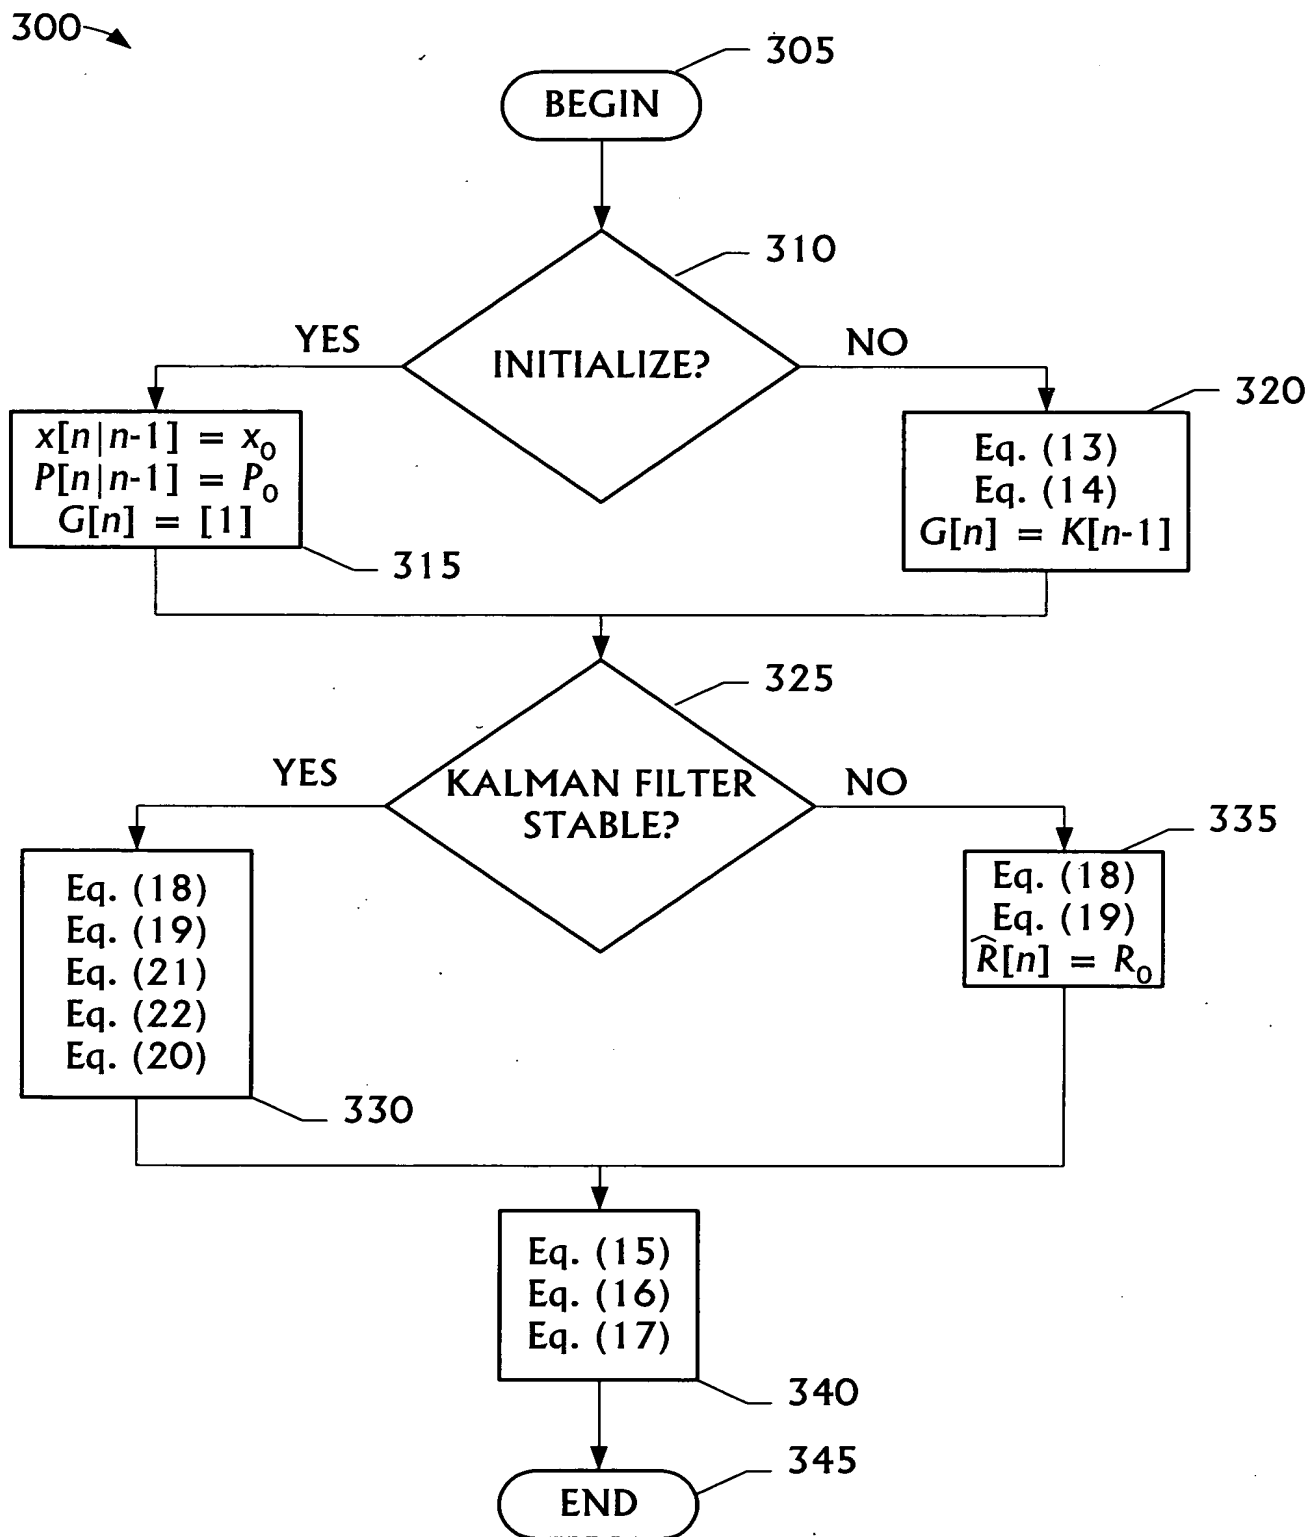 300
305
BEGIN
310
YES
INITIALIZE?
NO
320
x[n|n-1] = x₀
P[n|n-1] = P₀
G[n] = [1]
315
Eq. (13)
Eq. (14)
G[n] = K[n-1]
325
YES
KALMAN FILTER
STABLE?
NO
335
Eq. (18)
Eq. (19)
Eq. (21)
Eq. (22)
Eq. (20)
330
Eq. (18)
Eq. (19)
R̂[n] = R₀
Eq. (15)
Eq. (16)
Eq. (17)
340
345
END